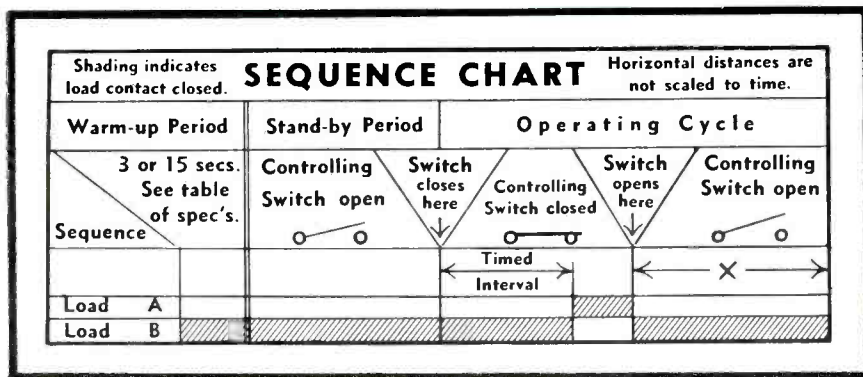 Shading indicates
load contact closed.
SEQUENCE CHART
Horizontal distances are
not scaled to time.
Warm-up Period
Stand-by Period
Operating Cycle
3 or 15 secs.
See table
of spec's.
Sequence
Controlling
Switch open
Switch
closes
here
Controlling
Switch closed
Switch
opens
here
Controlling
Switch open
Timed
Interval
X
Load A
Load B